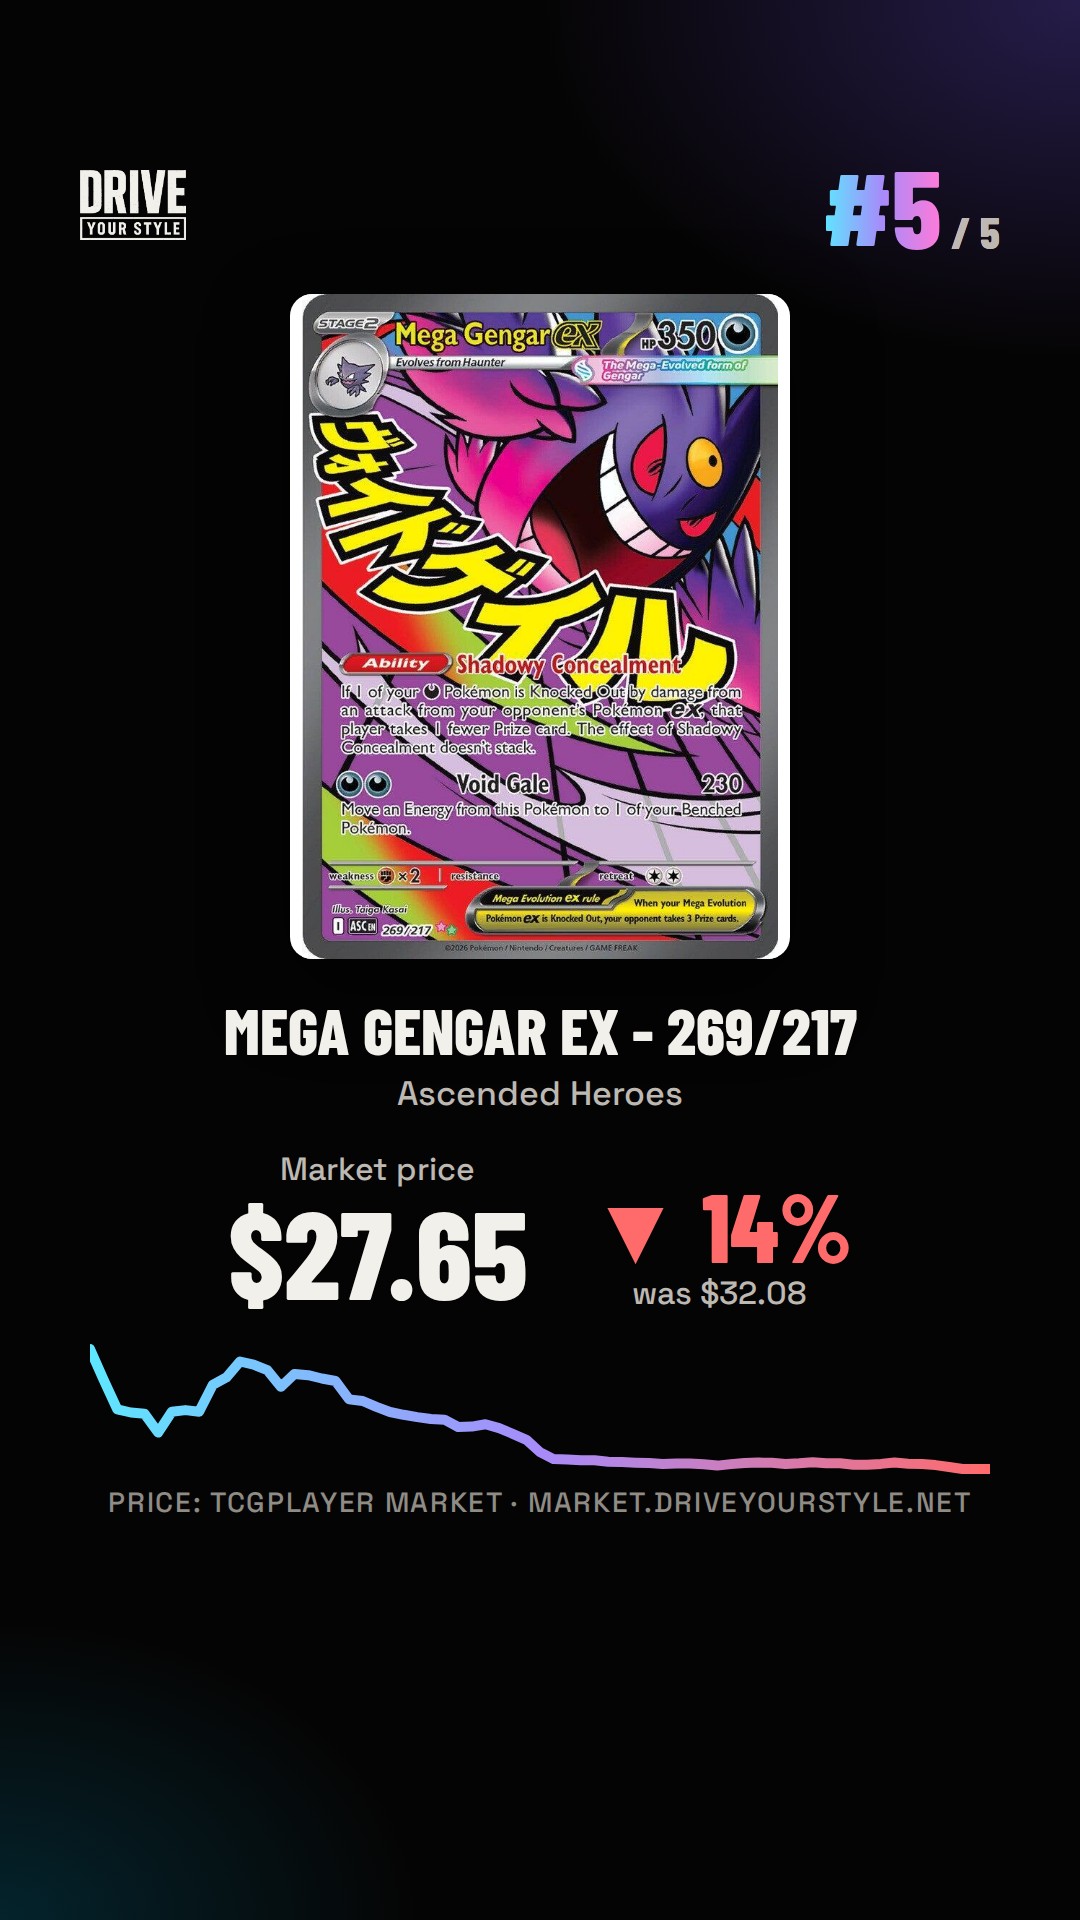 DRIVE
YOUR STYLE
#5 / 5
STAGE2
Mega Gengar ex
HP 350
Evolves from Haunter
The Mega-Evolved form of
Gengar
ヴォイドゲイル
Ability Shadowy Concealment
If 1 of your Pokémon is Knocked Out by damage from
an attack from your opponent's Pokémon ex, that
player takes 1 fewer Prize card. The effect of Shadowy
Concealment doesn't stack.
Void Gale 230
Move an Energy from this Pokémon to 1 of your Benched
Pokémon.
weakness ×2 resistance retreat
Mega Evolution ex rule When your Mega Evolution
Pokémon ex is Knocked Out, your opponent takes 3 Prize cards.
Illus. Taiga Kasai
I ASC EN 269/217
©2026 Pokémon / Nintendo / Creatures / GAME FREAK
MEGA GENGAR EX - 269/217
Ascended Heroes
Market price
$27.65
▼ 14%
was $32.08
PRICE: TCGPLAYER MARKET · MARKET.DRIVEYOURSTYLE.NET